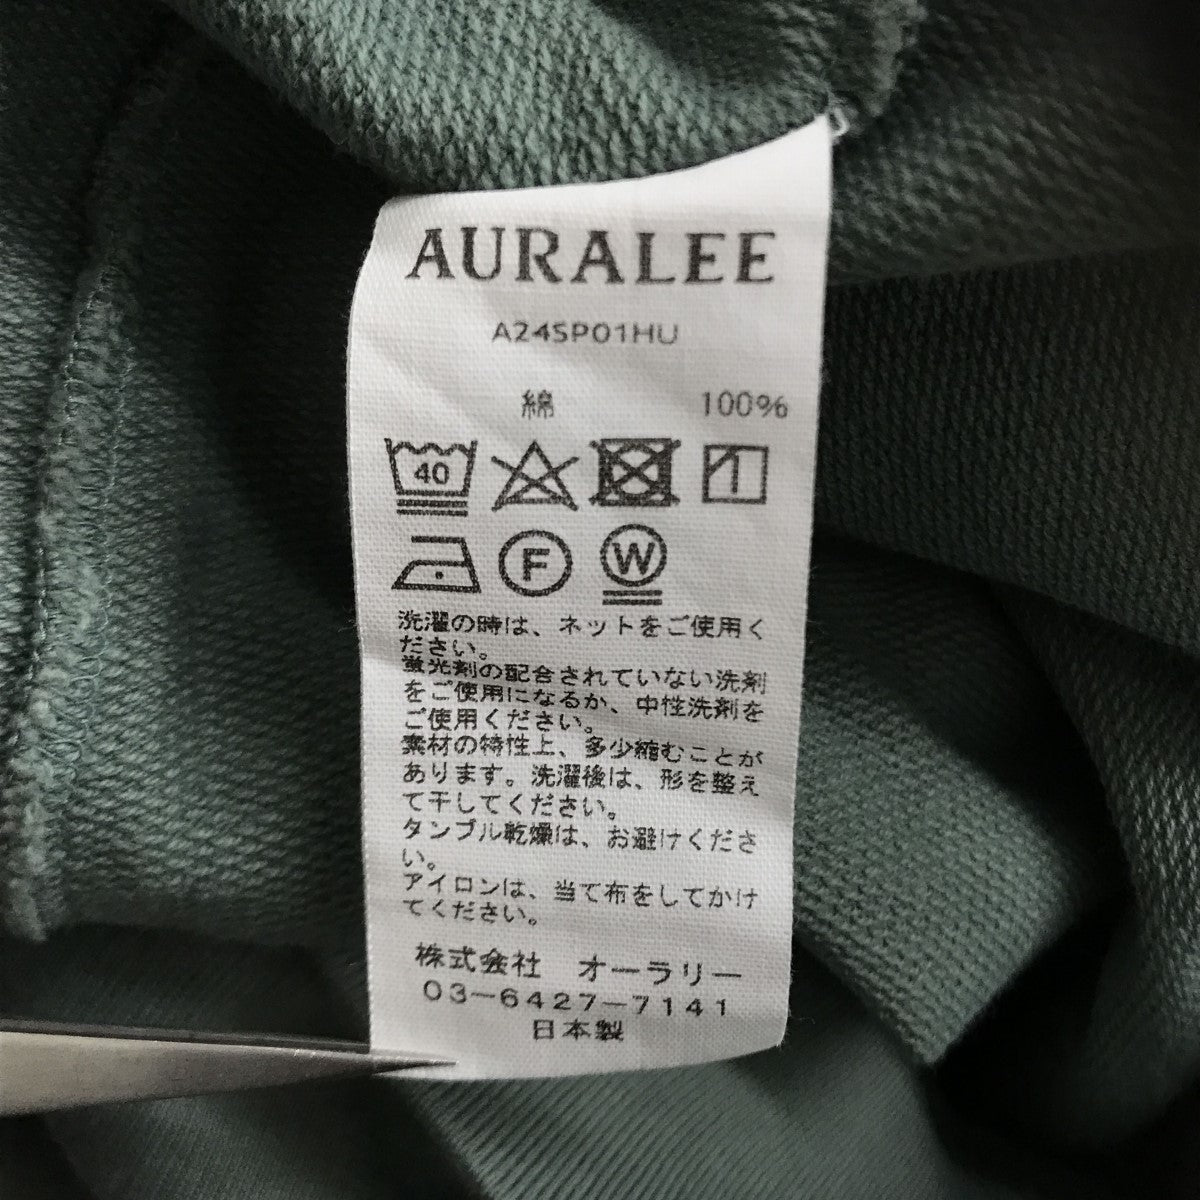 AURALEE
A24SP01HU
綿 100%
40
F W
洗濯の時は、ネットをご使用く
ださい。
蛍光剤の配合されていない洗剤
をご使用になるか、中性洗剤を
ご使用ください。
素材の特性上、多少縮むことが
あります。洗濯後は、形を整え
て干してください。
タンブル乾燥は、お避けくださ
い。
アイロンは、当て布をしてかけ
てください。
株式会社 オーラリー
03-6427-7141
日本製